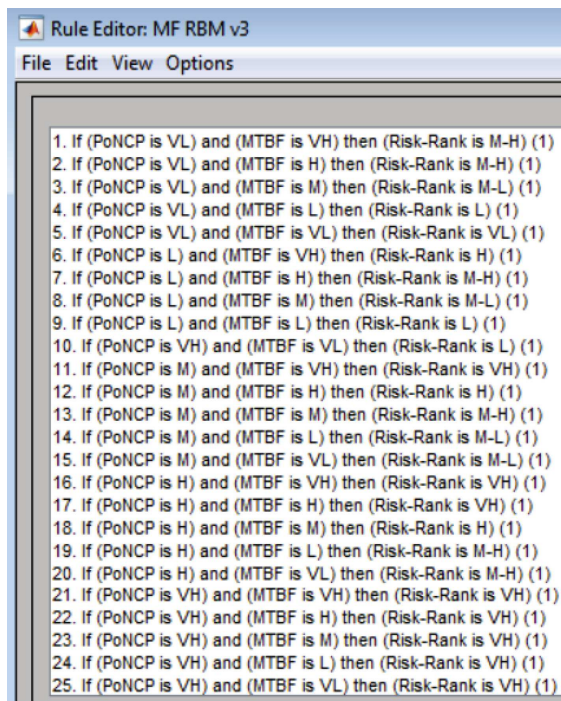 Rule Editor: MF RBM v3
File Edit View Options
1. If (PoNCP is VL) and (MTBF is VH) then (Risk-Rank is M-H) (1)
2. If (PoNCP is VL) and (MTBF is H) then (Risk-Rank is M-H) (1)
3. If (PoNCP is VL) and (MTBF is M) then (Risk-Rank is M-L) (1)
4. If (PoNCP is VL) and (MTBF is L) then (Risk-Rank is L) (1)
5. If (PoNCP is VL) and (MTBF is VL) then (Risk-Rank is VL) (1)
6. If (PoNCP is L) and (MTBF is VH) then (Risk-Rank is H) (1)
7. If (PoNCP is L) and (MTBF is H) then (Risk-Rank is M-H) (1)
8. If (PoNCP is L) and (MTBF is M) then (Risk-Rank is M-L) (1)
9. If (PoNCP is L) and (MTBF is L) then (Risk-Rank is L) (1)
10. If (PoNCP is VH) and (MTBF is VL) then (Risk-Rank is L) (1)
11. If (PoNCP is M) and (MTBF is VH) then (Risk-Rank is VH) (1)
12. If (PoNCP is M) and (MTBF is H) then (Risk-Rank is H) (1)
13. If (PoNCP is M) and (MTBF is M) then (Risk-Rank is M-H) (1)
14. If (PoNCP is M) and (MTBF is L) then (Risk-Rank is M-L) (1)
15. If (PoNCP is M) and (MTBF is VL) then (Risk-Rank is M-L) (1)
16. If (PoNCP is H) and (MTBF is VH) then (Risk-Rank is VH) (1)
17. If (PoNCP is H) and (MTBF is H) then (Risk-Rank is VH) (1)
18. If (PoNCP is H) and (MTBF is M) then (Risk-Rank is H) (1)
19. If (PoNCP is H) and (MTBF is L) then (Risk-Rank is M-H) (1)
20. If (PoNCP is H) and (MTBF is VL) then (Risk-Rank is M-H) (1)
21. If (PoNCP is VH) and (MTBF is VH) then (Risk-Rank is VH) (1)
22. If (PoNCP is VH) and (MTBF is H) then (Risk-Rank is VH) (1)
23. If (PoNCP is VH) and (MTBF is M) then (Risk-Rank is VH) (1)
24. If (PoNCP is VH) and (MTBF is L) then (Risk-Rank is VH) (1)
25. If (PoNCP is VH) and (MTBF is VL) then (Risk-Rank is VH) (1)